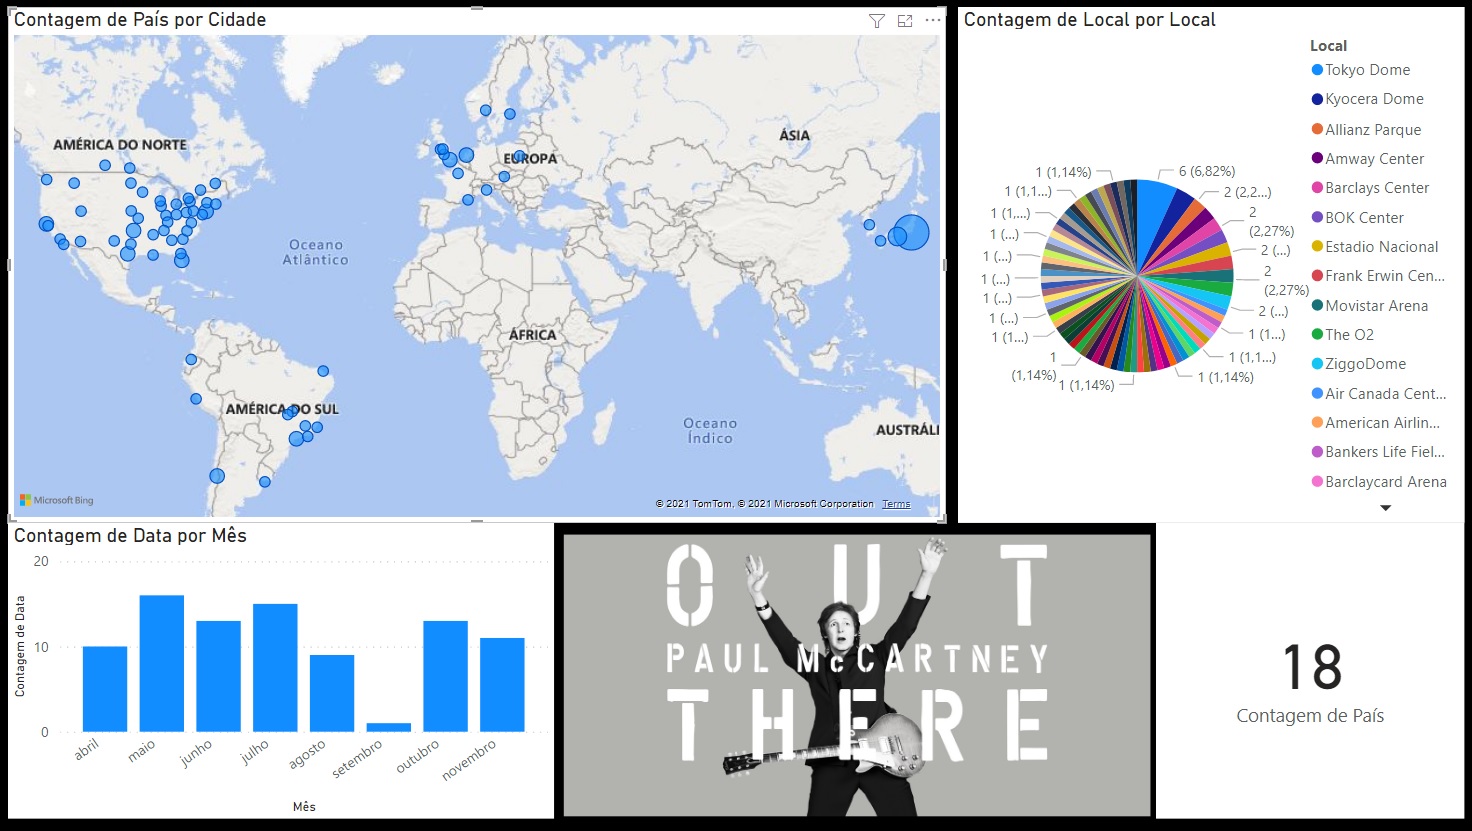 Contagem de País por Cidade
AMÉRICA DO NORTE
EUROPA
ÁSIA
Oceano
Atlântico
ÁFRICA
AMÉRICA DO SUL
Oceano
Índico
AUSTRÁLI
Microsoft Bing
© 2021 TomTom, © 2021 Microsoft Corporation Terms
Contagem de Local por Local
1 (1,14%)
6 (6,82%)
1 (1,1...)
2 (2,2...)
1 (1,...)
2
(2,27%)
1 (...)
2 (...)
1 (...)
2
(2,27%)
1 (...)
1 (...)
2 (...)
1 (...)
1 (1...)
1 (1...)
1 (1,1...)
1
(1,14%)
1 (1,14%)
1 (1,14%)
Local
Tokyo Dome
Kyocera Dome
Allianz Parque
Amway Center
Barclays Center
BOK Center
Estadio Nacional
Frank Erwin Cen...
Movistar Arena
The O2
ZiggoDome
Air Canada Cent...
American Airlin...
Bankers Life Fiel...
Barclaycard Arena
Contagem de Data por Mês
Contagem de Data
20
10
0
abril
maio
junho
julho
agosto
setembro
outubro
novembro
Mês
OUT
PAUL McCARTNEY
THERE
18
Contagem de País